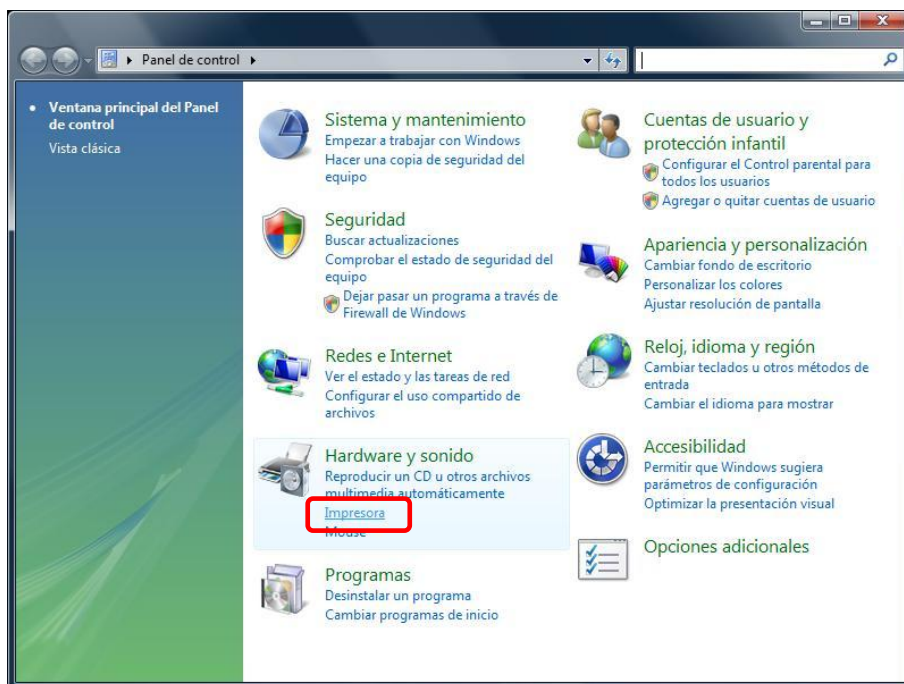 Panel de control
Ventana principal del Panel
de control
Vista clásica
Sistema y mantenimiento
Empezar a trabajar con Windows
Hacer una copia de seguridad del
equipo
Seguridad
Buscar actualizaciones
Comprobar el estado de seguridad del
equipo
Dejar pasar un programa a través de
Firewall de Windows
Redes e Internet
Ver el estado y las tareas de red
Configurar el uso compartido de
archivos
Hardware y sonido
Reproducir un CD u otros archivos
multimedia automáticamente
Impresora
Mouse
Programas
Desinstalar un programa
Cambiar programas de inicio
Cuentas de usuario y
protección infantil
Configurar el Control parental para
todos los usuarios
Agregar o quitar cuentas de usuario
Apariencia y personalización
Cambiar fondo de escritorio
Personalizar los colores
Ajustar resolución de pantalla
Reloj, idioma y región
Cambiar teclados u otros métodos de
entrada
Cambiar el idioma para mostrar
Accesibilidad
Permitir que Windows sugiera
parámetros de configuración
Optimizar la presentación visual
Opciones adicionales